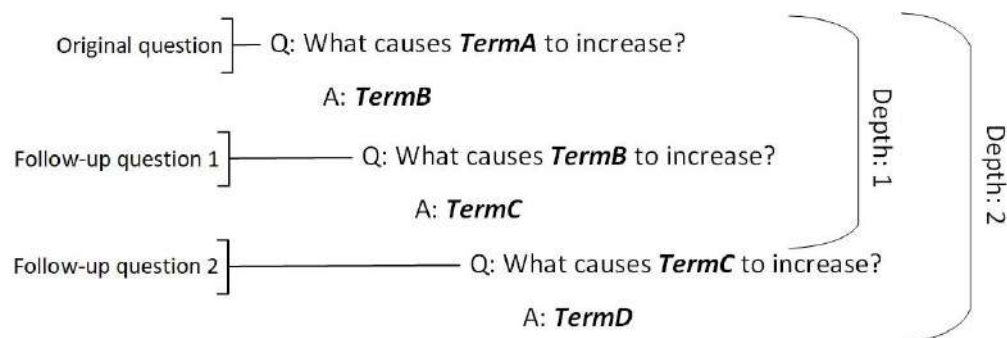 Original question
Q: What causes TermA to increase?
A: TermB
Follow-up question 1
Q: What causes TermB to increase?
A: TermC
Follow-up question 2
Q: What causes TermC to increase?
A: TermD
Depth: 1
Depth: 2